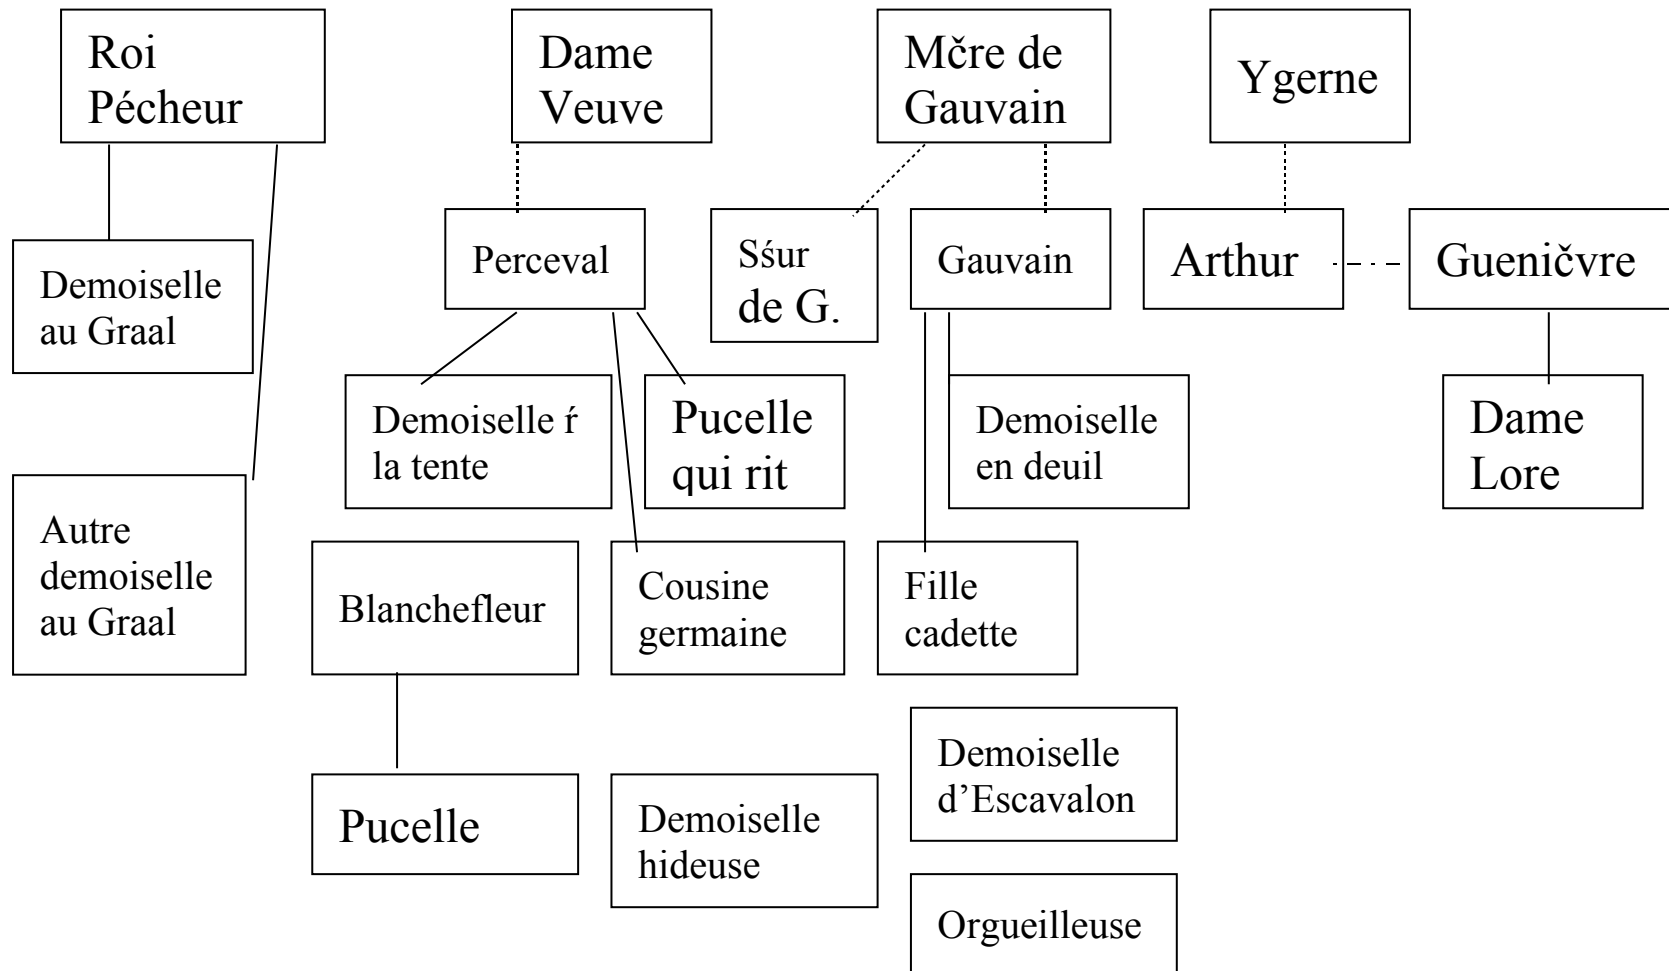 Roi
Pécheur
Dame
Veuve
Mčre de
Gauvain
Ygerne
Demoiselle
au Graal
Perceval
Sśur
de G.
Gauvain
Arthur
Gueničvre
Demoiselle ŕ
la tente
Pucelle
qui rit
Demoiselle
en deuil
Dame
Lore
Autre
demoiselle
au Graal
Blanchefleur
Cousine
germaine
Fille
cadette
Pucelle
Demoiselle
hideuse
Demoiselle
d’Escavalon
Orgueilleuse